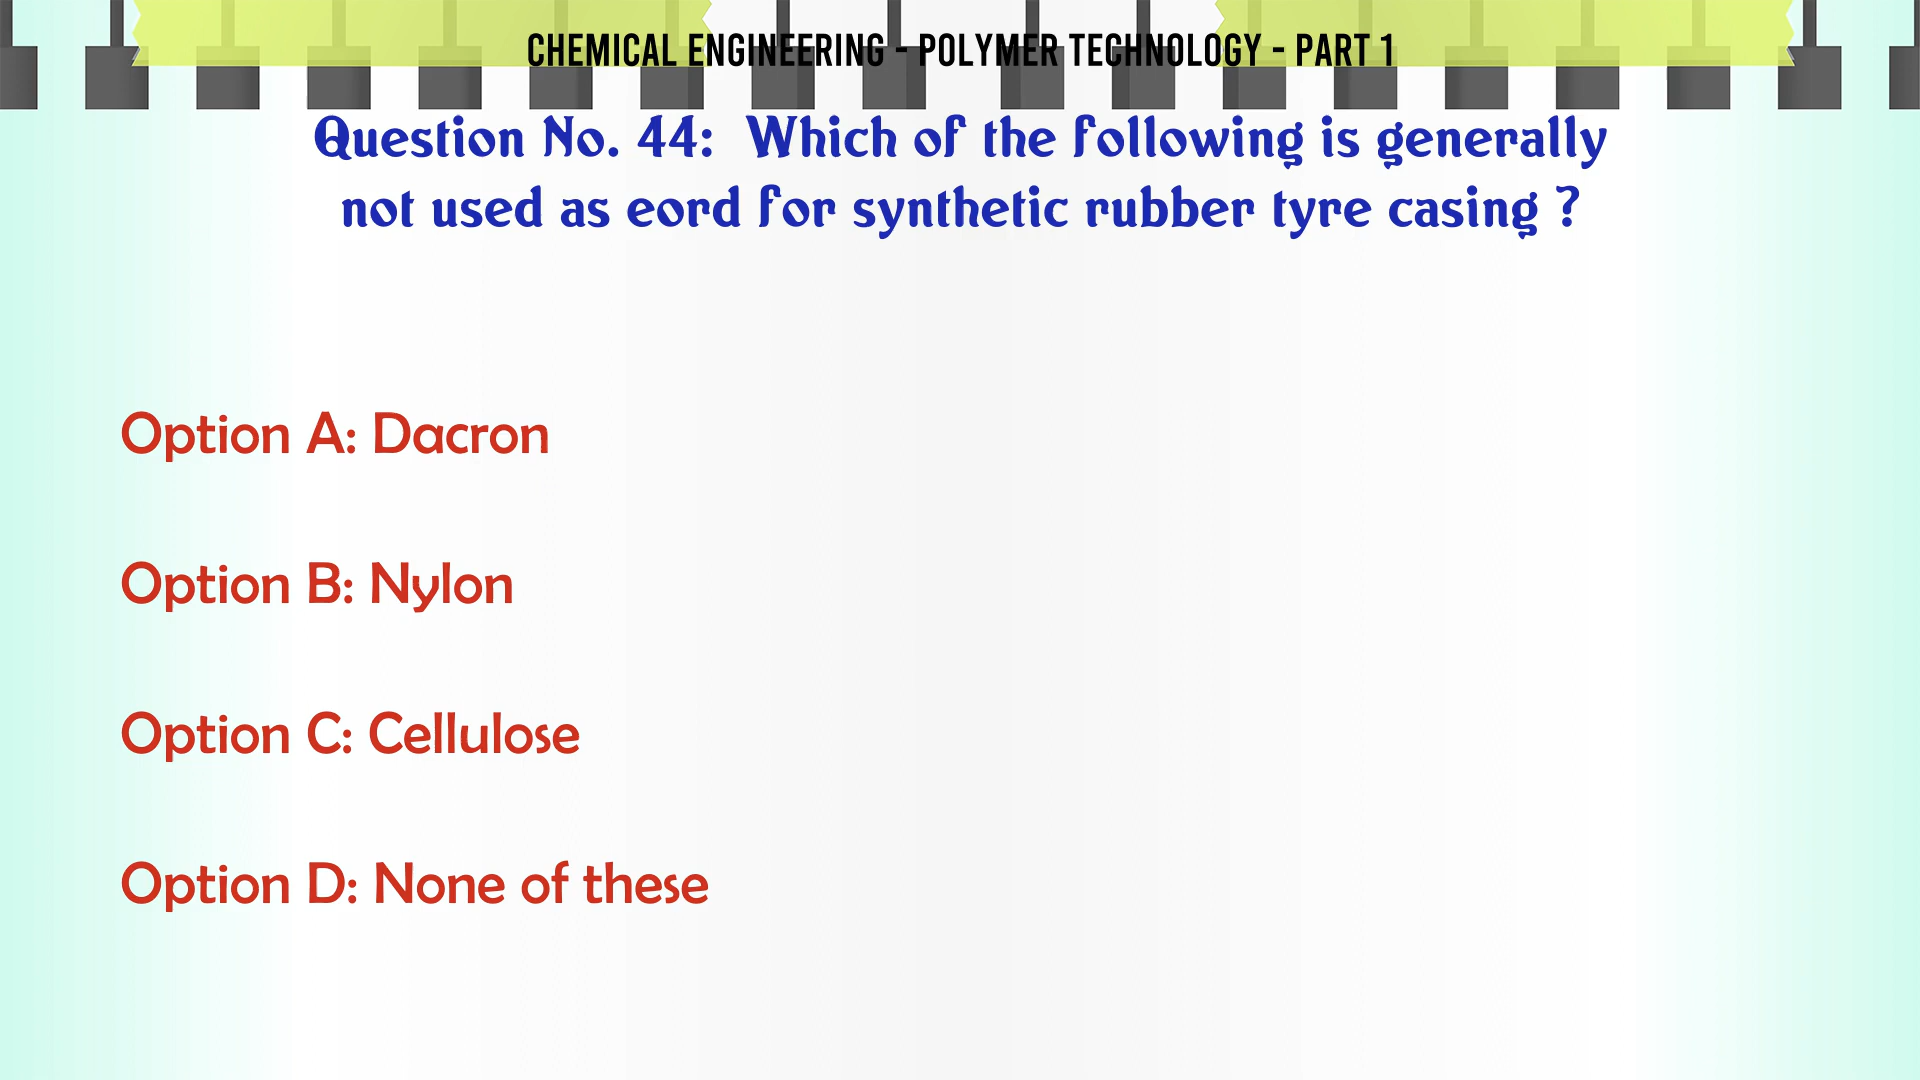 CHEMICAL ENGINEERING - POLYMER TECHNOLOGY - PART 1
Question No. 44: Which of the following is generally
not used as eord for synthetic rubber tyre casing ?
Option A: Dacron
Option B: Nylon
Option C: Cellulose
Option D: None of these